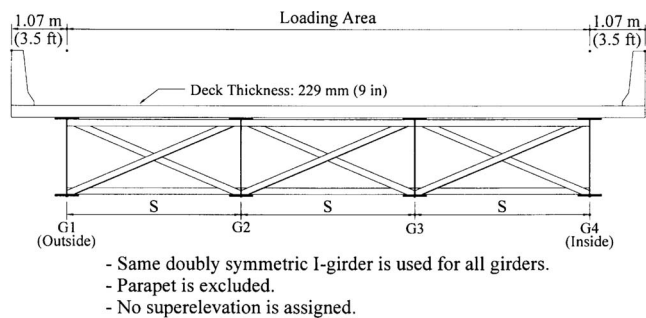 1.07 m Loading Area 1.07 m
(3.5 ft) (3.5 ft)
Deck Thickness: 229 mm (9 in)
S S S
G1 G2 G3 G4
(Outside) (Inside)
- Same doubly symmetric I-girder is used for all girders.
- Parapet is excluded.
- No superelevation is assigned.